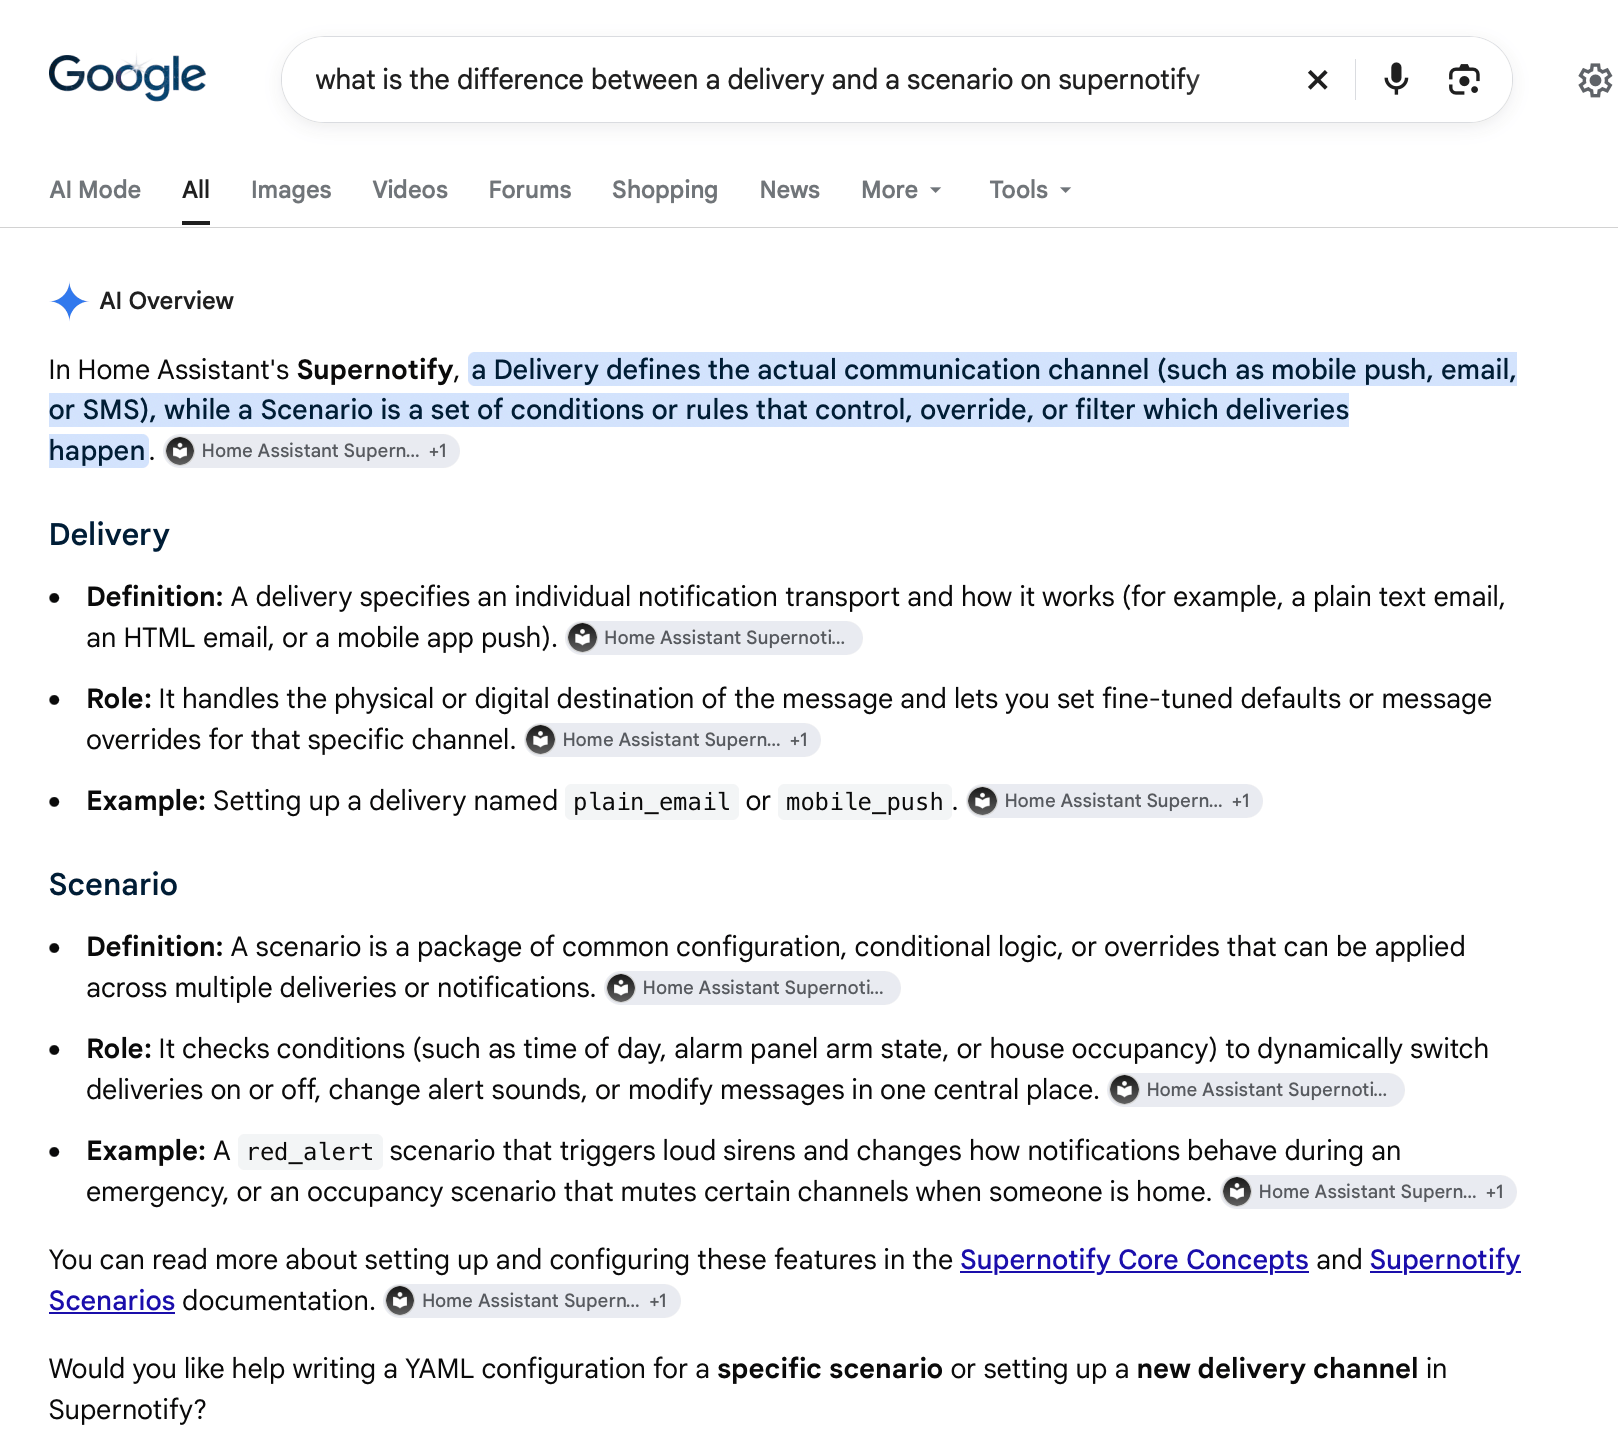 Google
what is the difference between a delivery and a scenario on supernotify
AI Mode All Images Videos Forums Shopping News More Tools
AI Overview
In Home Assistant's Supernotify, a Delivery defines the actual communication channel (such as mobile push, email,
or SMS), while a Scenario is a set of conditions or rules that control, override, or filter which deliveries
happen. Home Assistant Supern... +1
Delivery
• Definition: A delivery specifies an individual notification transport and how it works (for example, a plain text email,
an HTML email, or a mobile app push). Home Assistant Supernoti...
• Role: It handles the physical or digital destination of the message and lets you set fine-tuned defaults or message
overrides for that specific channel. Home Assistant Supern... +1
• Example: Setting up a delivery named plain_email or mobile_push. Home Assistant Supern... +1
Scenario
• Definition: A scenario is a package of common configuration, conditional logic, or overrides that can be applied
across multiple deliveries or notifications. Home Assistant Supernoti...
• Role: It checks conditions (such as time of day, alarm panel arm state, or house occupancy) to dynamically switch
deliveries on or off, change alert sounds, or modify messages in one central place. Home Assistant Supernoti...
• Example: A red_alert scenario that triggers loud sirens and changes how notifications behave during an
emergency, or an occupancy scenario that mutes certain channels when someone is home. Home Assistant Supern... +1
You can read more about setting up and configuring these features in the Supernotify Core Concepts and Supernotify
Scenarios documentation. Home Assistant Supern... +1
Would you like help writing a YAML configuration for a specific scenario or setting up a new delivery channel in
Supernotify?